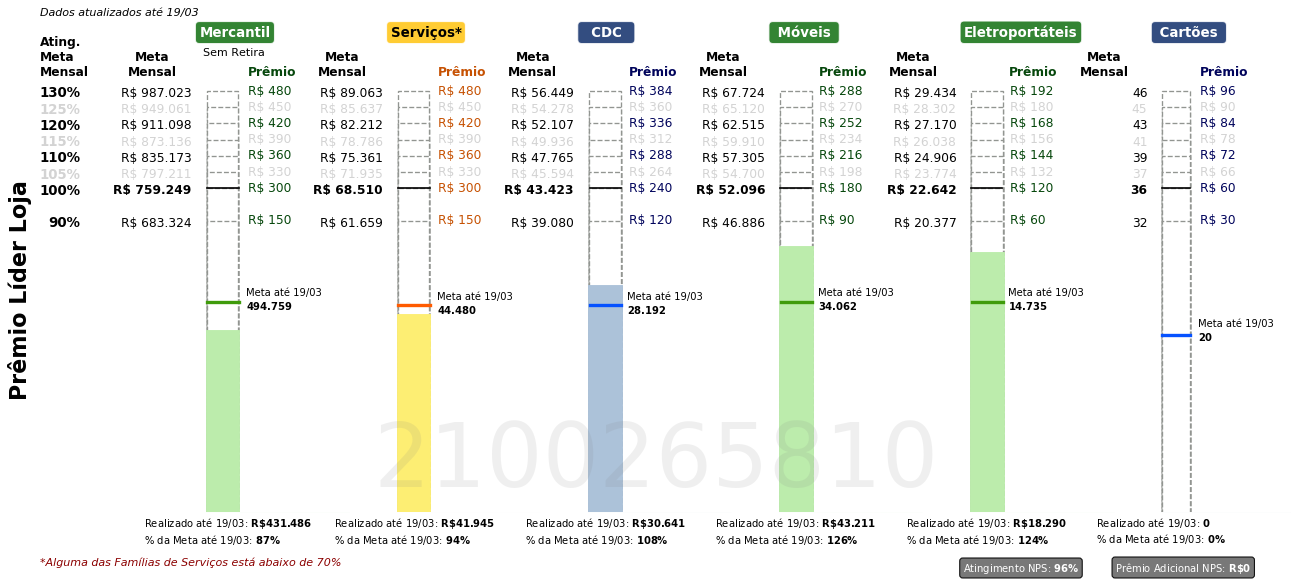 Dados atualizados até 19/03
Mercantil Serviços* CDC Móveis Eletroportáteis Cartões
Sem Retira
Ating. Meta Mensal
Meta Mensal Prêmio Meta Mensal Prêmio Meta Mensal Prêmio Meta Mensal Prêmio Meta Mensal Prêmio Meta Mensal Prêmio
130% R$ 987.023 R$ 480 R$ 89.063 R$ 480 R$ 56.449 R$ 384 R$ 67.724 R$ 288 R$ 29.434 R$ 192 46 R$ 96
125% R$ 949.061 R$ 450 R$ 85.637 R$ 450 R$ 54.278 R$ 360 R$ 65.120 R$ 270 R$ 28.302 R$ 180 45 R$ 90
120% R$ 911.098 R$ 420 R$ 82.212 R$ 420 R$ 52.107 R$ 336 R$ 62.515 R$ 252 R$ 27.170 R$ 168 43 R$ 84
115% R$ 873.136 R$ 390 R$ 78.786 R$ 390 R$ 49.936 R$ 312 R$ 59.910 R$ 234 R$ 26.038 R$ 156 41 R$ 78
110% R$ 835.173 R$ 360 R$ 75.361 R$ 360 R$ 47.765 R$ 288 R$ 57.305 R$ 216 R$ 24.906 R$ 144 39 R$ 72
105% R$ 797.211 R$ 330 R$ 71.935 R$ 330 R$ 45.594 R$ 264 R$ 54.700 R$ 198 R$ 23.774 R$ 132 37 R$ 66
100% R$ 759.249 R$ 300 R$ 68.510 R$ 300 R$ 43.423 R$ 240 R$ 52.096 R$ 180 R$ 22.642 R$ 120 36 R$ 60
90% R$ 683.324 R$ 150 R$ 61.659 R$ 150 R$ 39.080 R$ 120 R$ 46.886 R$ 90 R$ 20.377 R$ 60 32 R$ 30
Prêmio Líder Loja
Meta até 19/03 Meta até 19/03 Meta até 19/03 Meta até 19/03 Meta até 19/03
494.759 44.480 28.192 34.062 14.735
Meta até 19/03
20
2100265810
Realizado até 19/03: R$431.486 Realizado até 19/03: R$41.945 Realizado até 19/03: R$30.641 Realizado até 19/03: R$43.211 Realizado até 19/03: R$18.290 Realizado até 19/03: 0
% da Meta até 19/03: 87% % da Meta até 19/03: 94% % da Meta até 19/03: 108% % da Meta até 19/03: 126% % da Meta até 19/03: 124% % da Meta até 19/03: 0%
*Alguma das Famílias de Serviços está abaixo de 70%
Atingimento NPS: 96% Prêmio Adicional NPS: R$0